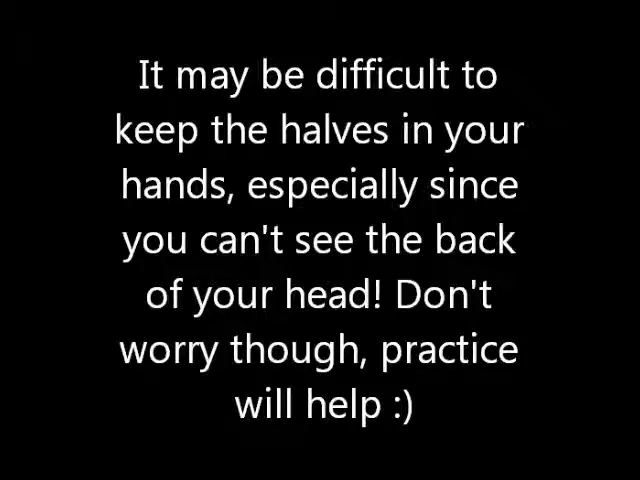 It may be difficult to
keep the halves in your
hands, especially since
you can't see the back
of your head! Don't
worry though, practice
will help :)